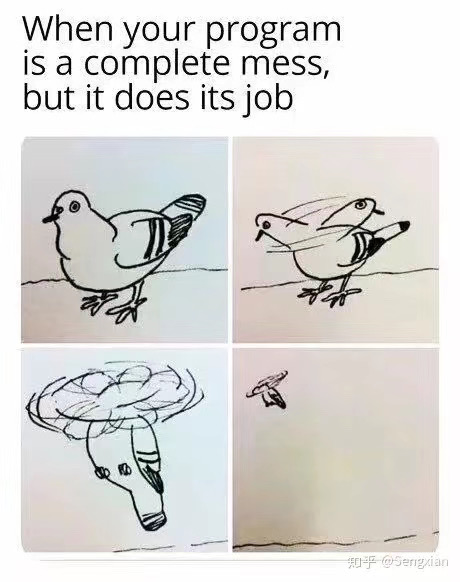 When your program
is a complete mess,
but it does its job
知乎 @Sengxian